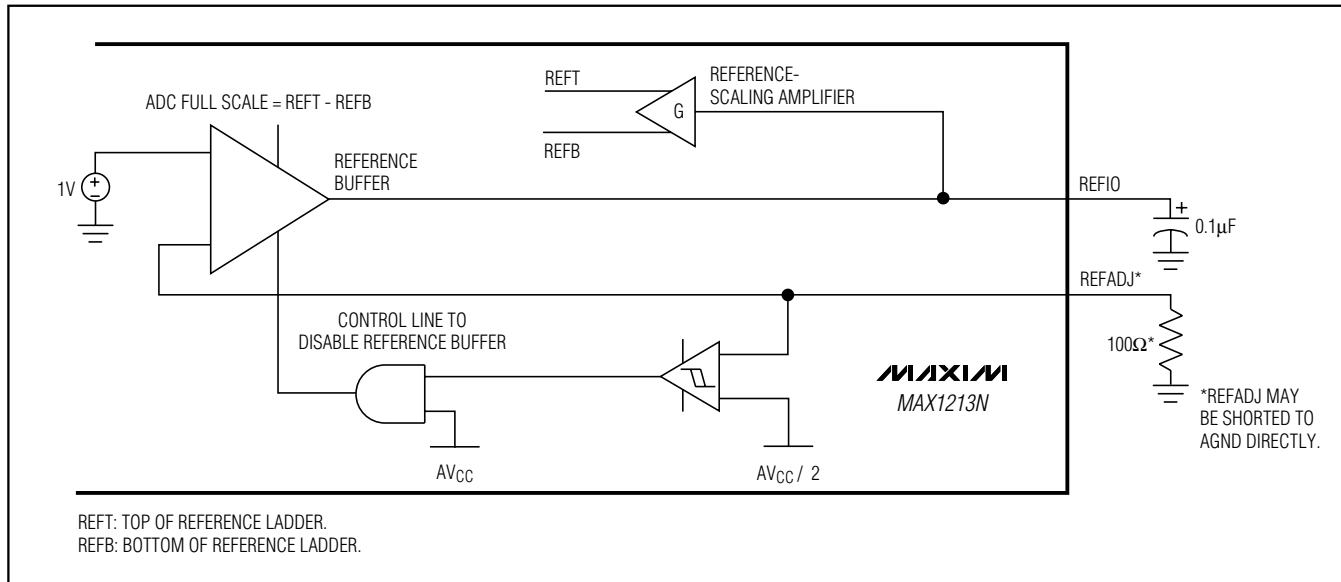 ADC FULL SCALE = REFT - REFB
REFT
REFERENCE-
SCALING AMPLIFIER
G
REFB
REFERENCE
BUFFER
1V
+
−
REFIO
+
0.1μF
REFADJ*
CONTROL LINE TO
DISABLE REFERENCE BUFFER
100Ω*
MAXIM
MAX1213N
*REFADJ MAY
BE SHORTED TO
AGND DIRECTLY.
AVCC
AVCC / 2
REFT: TOP OF REFERENCE LADDER.
REFB: BOTTOM OF REFERENCE LADDER.